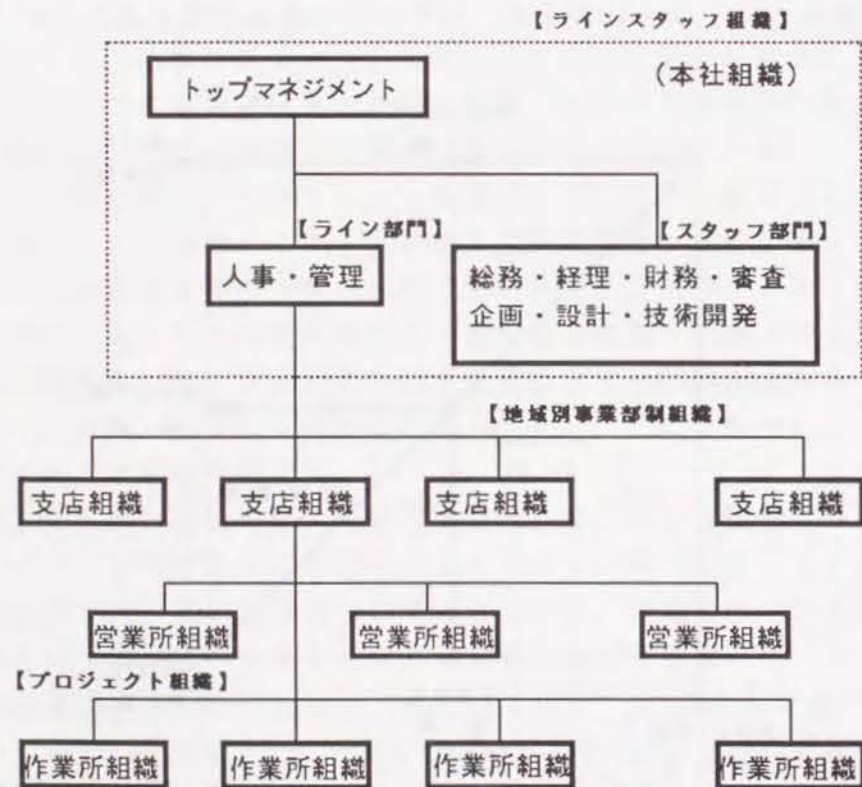 【ラインスタッフ組織】
(本社組織)
トップマネジメント
【ライン部門】
【スタッフ部門】
人事・管理
総務・経理・財務・審査
企画・設計・技術開発
【地域別事業部制組織】
支店組織
支店組織
支店組織
支店組織
営業所組織
営業所組織
営業所組織
【プロジェクト組織】
作業所組織
作業所組織
作業所組織
作業所組織